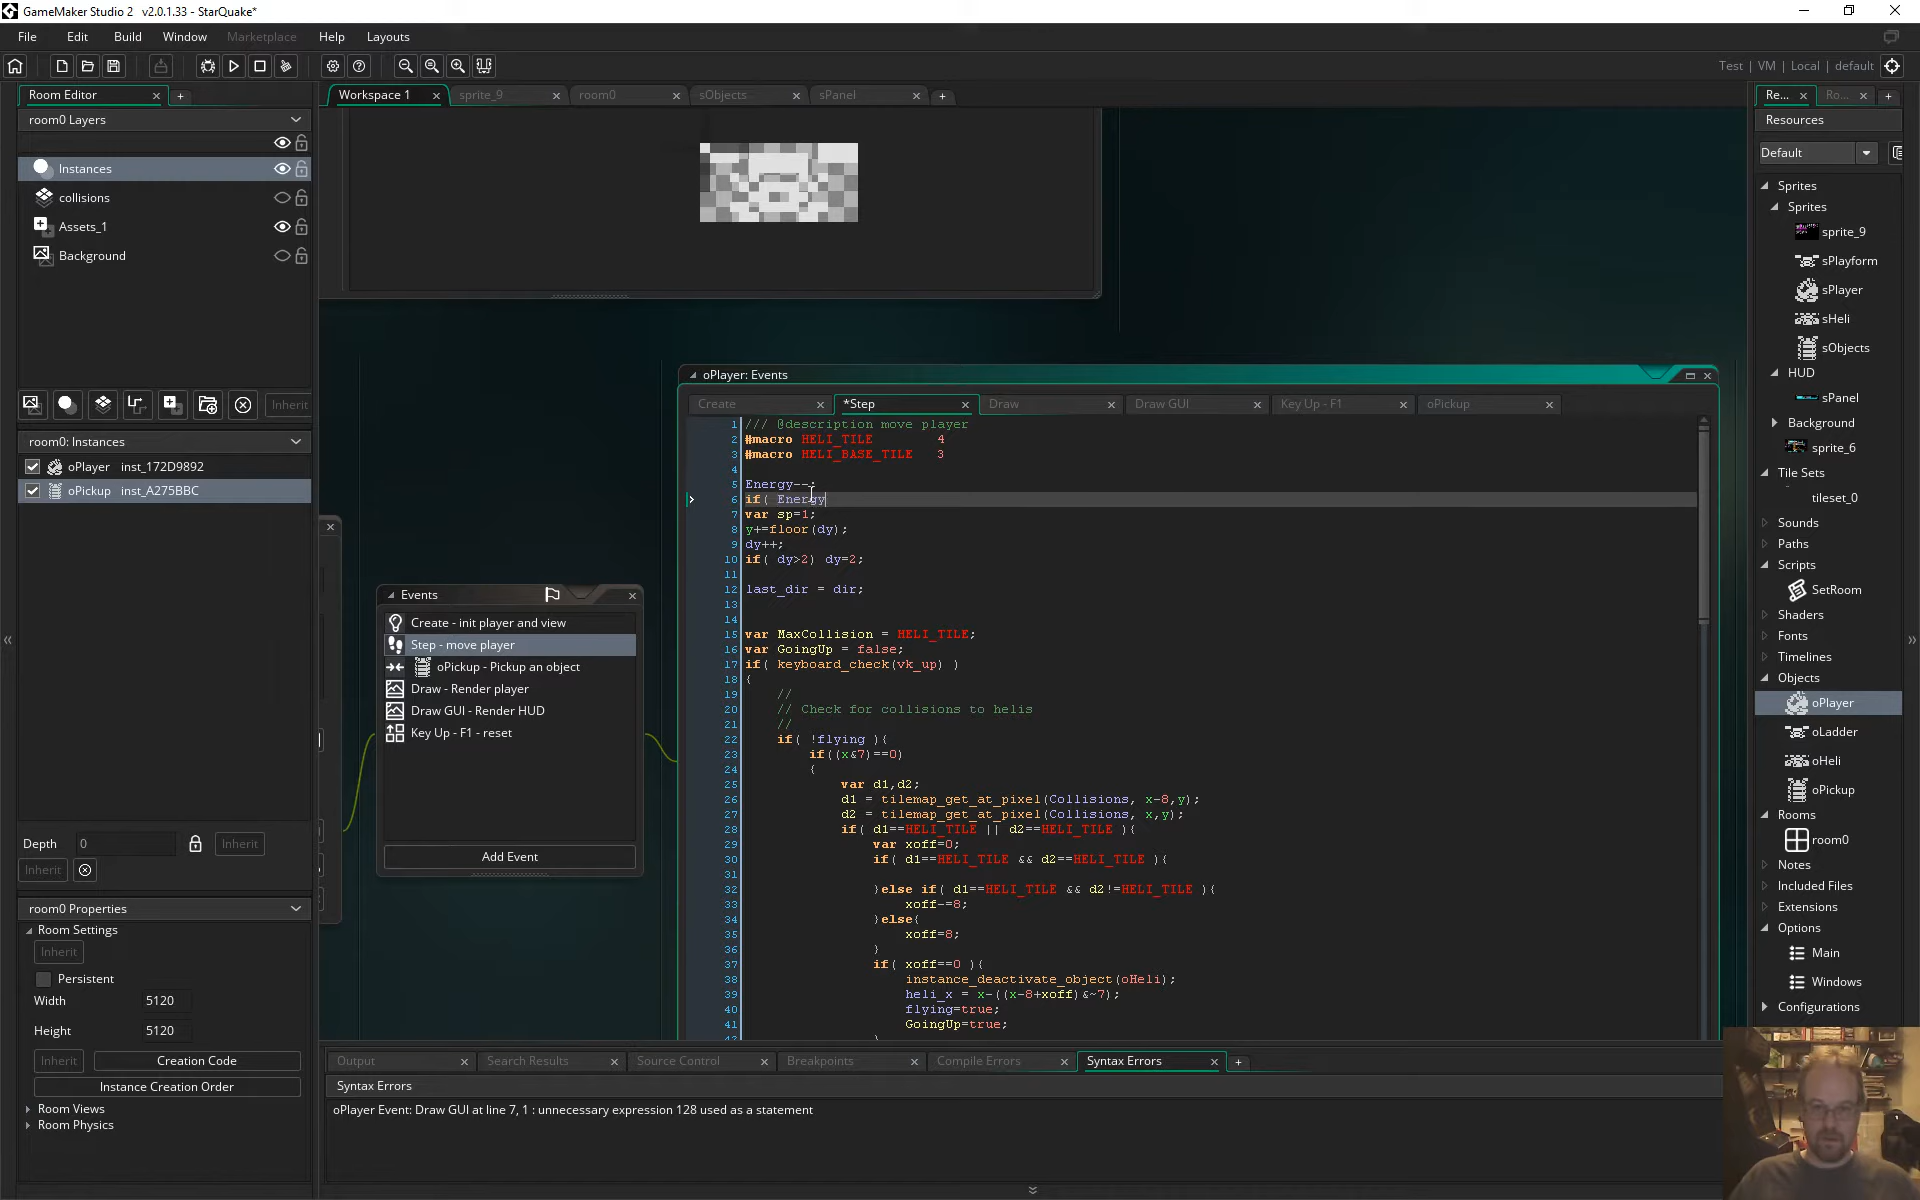 GameMaker Studio 2 v2.0.1.33 - StarQuake*
File Edit Build Window Marketplace Help Layouts
Test | VM | Local | default
Room Editor
Workspace 1 sprite_9 room0 sObjects sPanel
Re... Ro...
room0 Layers
Resources
Default
Instances
collisions
Assets_1
Background
Inherit
room0: Instances
oPlayer inst_172D9892
oPickup inst_A275BBC
Depth 0 Inherit
Inherit
room0 Properties
Room Settings
Inherit
Persistent
Width 5120
Height 5120
Inherit Creation Code
Instance Creation Order
Room Views
Room Physics
Events
Create - init player and view
Step - move player
oPickup - Pickup an object
Draw - Render player
Draw GUI - Render HUD
Key Up - F1 - reset
Add Event
oPlayer: Events
Create *Step Draw Draw GUI Key Up - F1 oPickup
1 /// @description move player
2 #macro HELI_TILE 4
3 #macro HELI_BASE_TILE 3
4
5 Energy--;
6 if( Energy
7 var sp=1;
8 y+=floor(dy);
9 dy++;
10 if( dy>2) dy=2;
11
12 last_dir = dir;
13
14
15 var MaxCollision = HELI_TILE;
16 var GoingUp = false;
17 if( keyboard_check(vk_up) )
18 {
19 //
20 // Check for collisions to helis
21 //
22 if( !flying ){
23 if((x&7)==0)
24 {
25 var d1,d2;
26 d1 = tilemap_get_at_pixel(Collisions, x-8,y);
27 d2 = tilemap_get_at_pixel(Collisions, x,y);
28 if( d1==HELI_TILE || d2==HELI_TILE ){
29 var xoff=0;
30 if( d1==HELI_TILE && d2==HELI_TILE ){
31
32 }else if( d1==HELI_TILE && d2!=HELI_TILE ){
33 xoff-=8;
34 }else{
35 xoff=8;
36 }
37 if( xoff==0 ){
38 instance_deactivate_object(oHeli);
39 heli_x = x-((x-8+xoff)&~7);
40 flying=true;
41 GoingUp=true;
Output Search Results Source Control Breakpoints Compile Errors Syntax Errors
Syntax Errors
oPlayer Event: Draw GUI at line 7, 1 : unnecessary expression 128 used as a statement
Sprites
Sprites
sprite_9
sPlayform
sPlayer
sHeli
sObjects
HUD
sPanel
Background
sprite_6
Tile Sets
tileset_0
Sounds
Paths
Scripts
SetRoom
Shaders
Fonts
Timelines
Objects
oPlayer
oLadder
oHeli
oPickup
Rooms
room0
Notes
Included Files
Extensions
Options
Main
Windows
Configurations